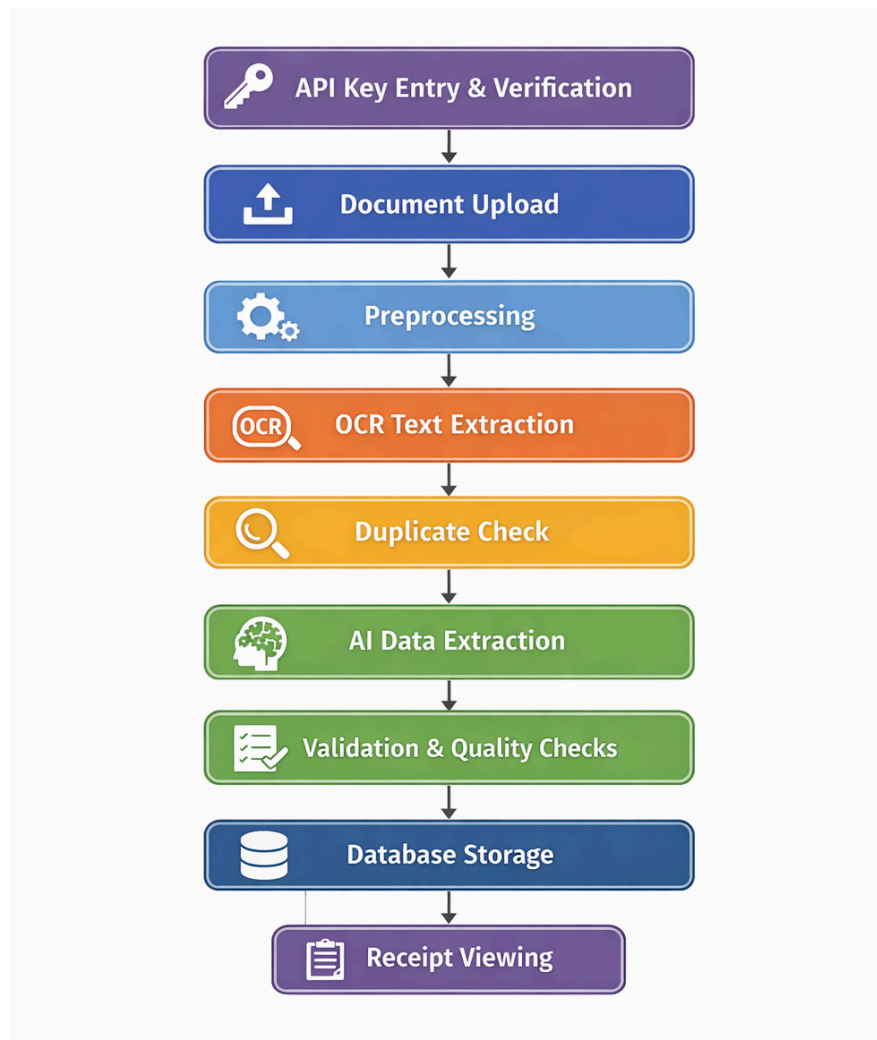 API Key Entry & Verification
Document Upload
Preprocessing
OCR
OCR Text Extraction
Duplicate Check
AI Data Extraction
Validation & Quality Checks
Database Storage
Receipt Viewing